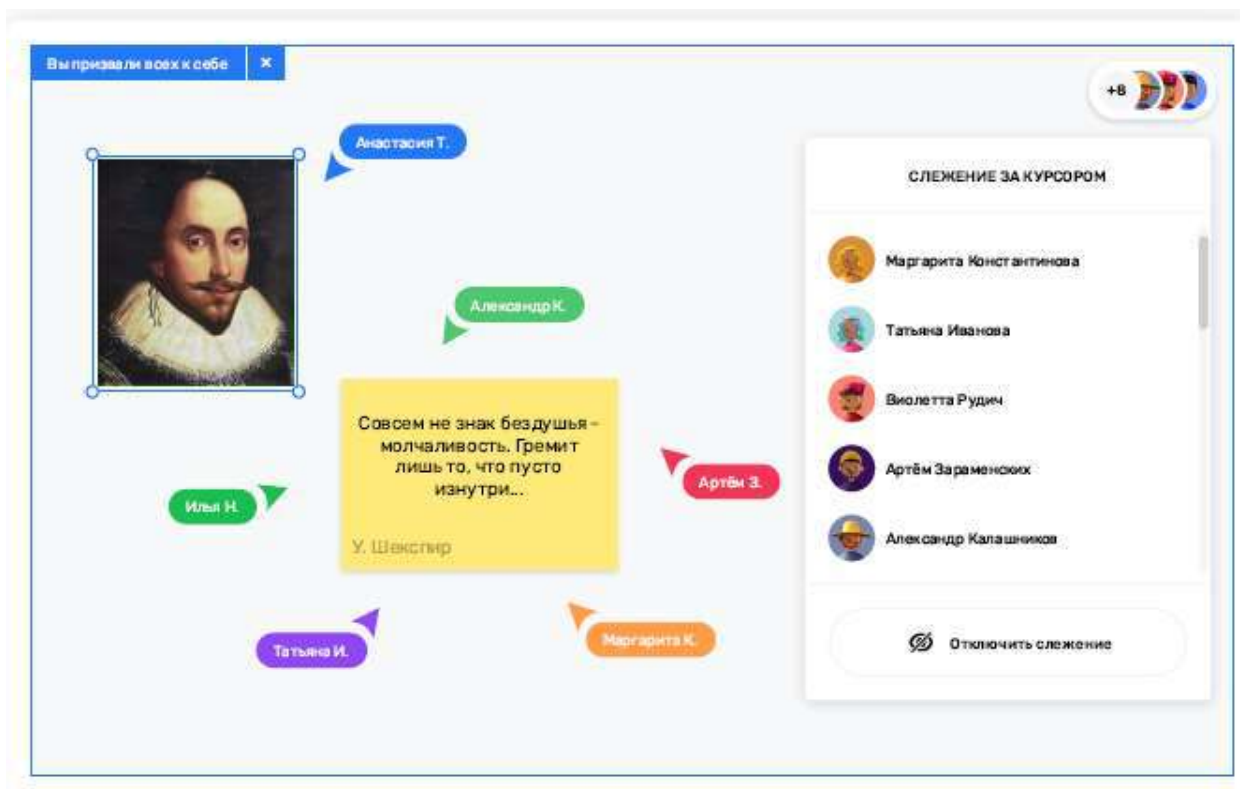 Вы призвали всех к себе ×
+8
Анастасия Т.
СЛЕЖЕНИЕ ЗА КУРСОРОМ
Маргарита Константинова
Александр К.
Татьяна Иванова
Виолетта Рудич
Совсем не знак бездушья –
молчаливость. Гремит
лишь то, что пусто
изнутри...
У. Шекспир
Артём Зараменских
Артём З.
Илья Н.
Александр Калашников
Татьяна И.
Маргарита К.
Отключить слежение